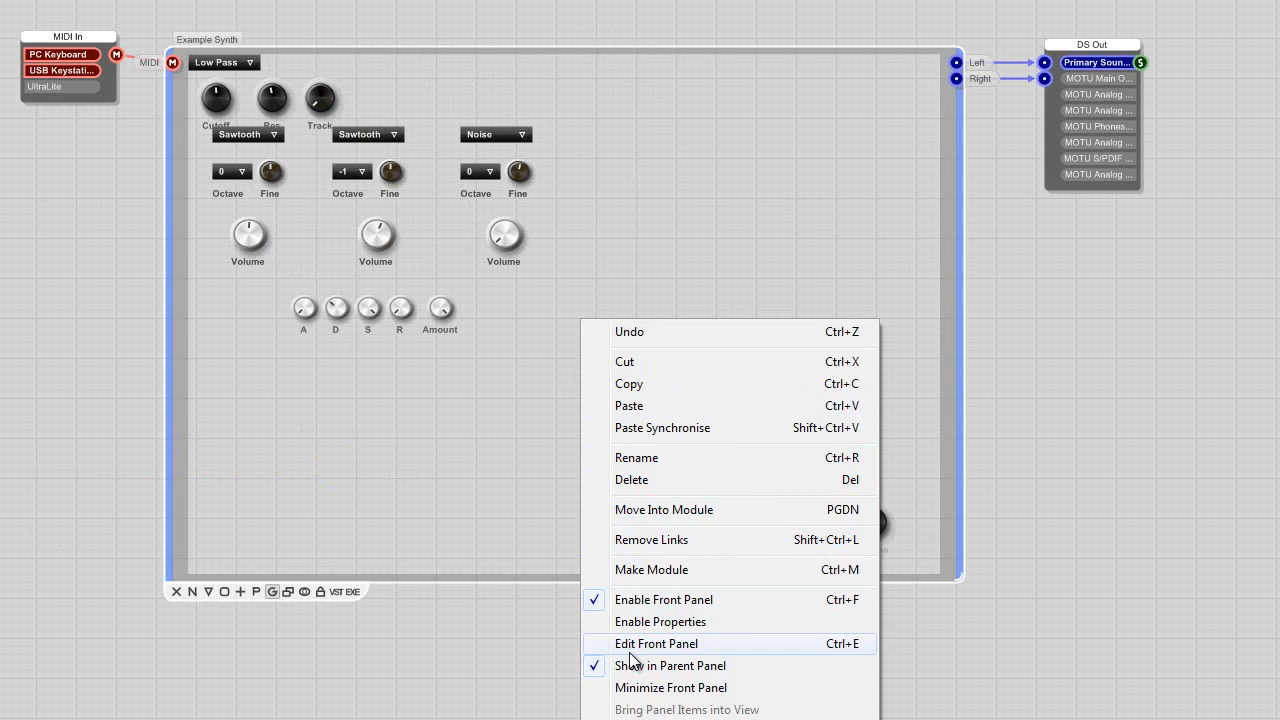 MIDI In
PC Keyboard
USB Keystati...
UltraLite
MIDI
Example Synth
Low Pass
Cutoff Res Track
Sawtooth Sawtooth Noise
0 -1 0
Octave Fine Octave Fine Octave Fine
Volume Volume Volume
A D S R Amount
Left
Right
DS Out
Primary Soun...
MOTU Main O...
MOTU Analog ...
MOTU Analog ...
MOTU Phones...
MOTU Analog ...
MOTU S/PDIF ...
MOTU Analog ...
M
M
S
Undo Ctrl+Z
Cut Ctrl+X
Copy Ctrl+C
Paste Ctrl+V
Paste Synchronise Shift+Ctrl+V
Rename Ctrl+R
Delete Del
Move Into Module PGDN
Remove Links Shift+Ctrl+L
Make Module Ctrl+M
Enable Front Panel Ctrl+F
Enable Properties
Edit Front Panel Ctrl+E
Show in Parent Panel
Minimize Front Panel
Bring Panel Items into View
N P G VST EXE